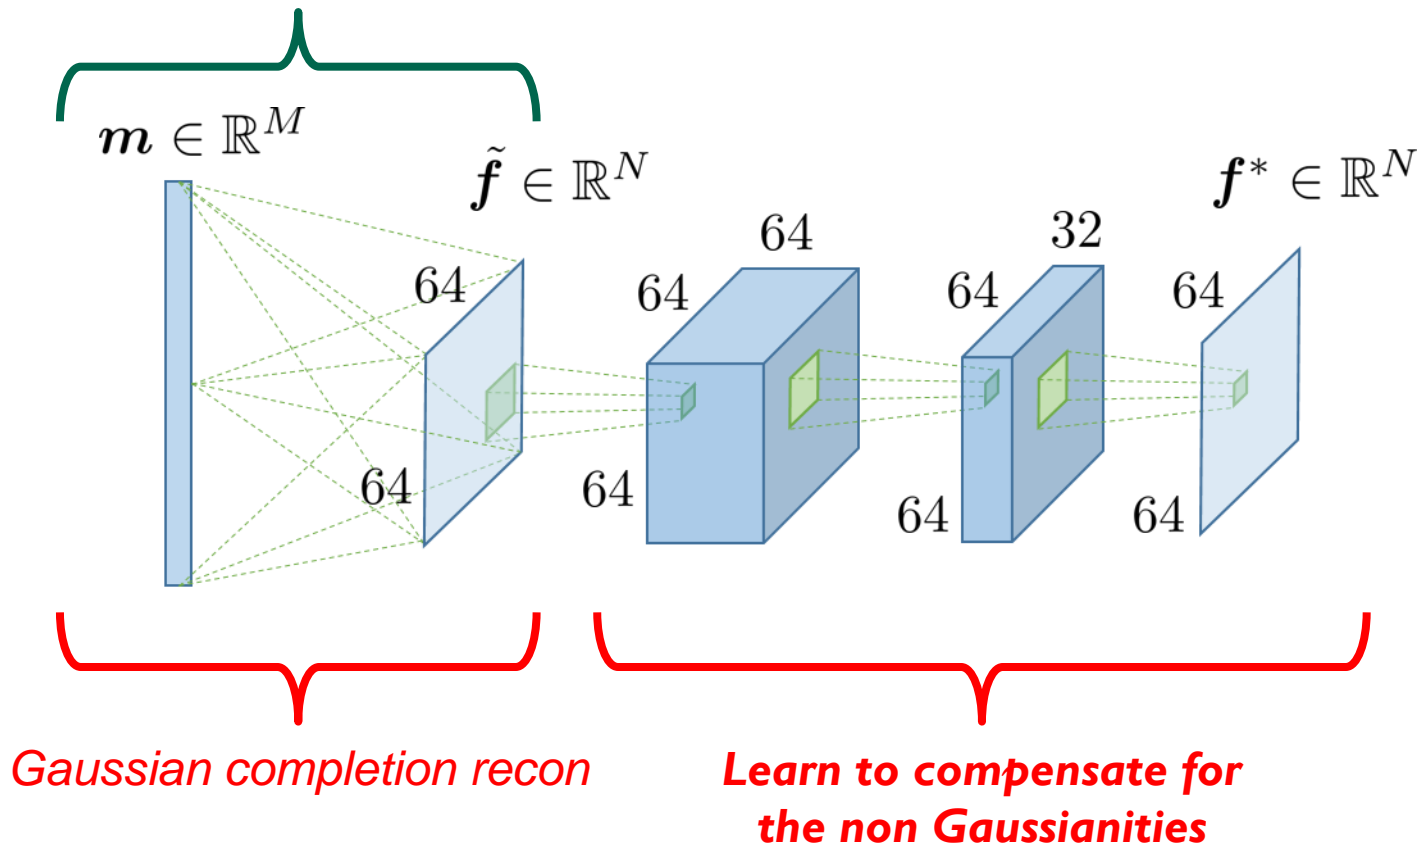 m ∈ ℝ^M
f̃ ∈ ℝ^N
f* ∈ ℝ^N
64
32
64
64
64
64
64
64
64
64
Gaussian completion recon
Learn to compensate for
the non Gaussianities